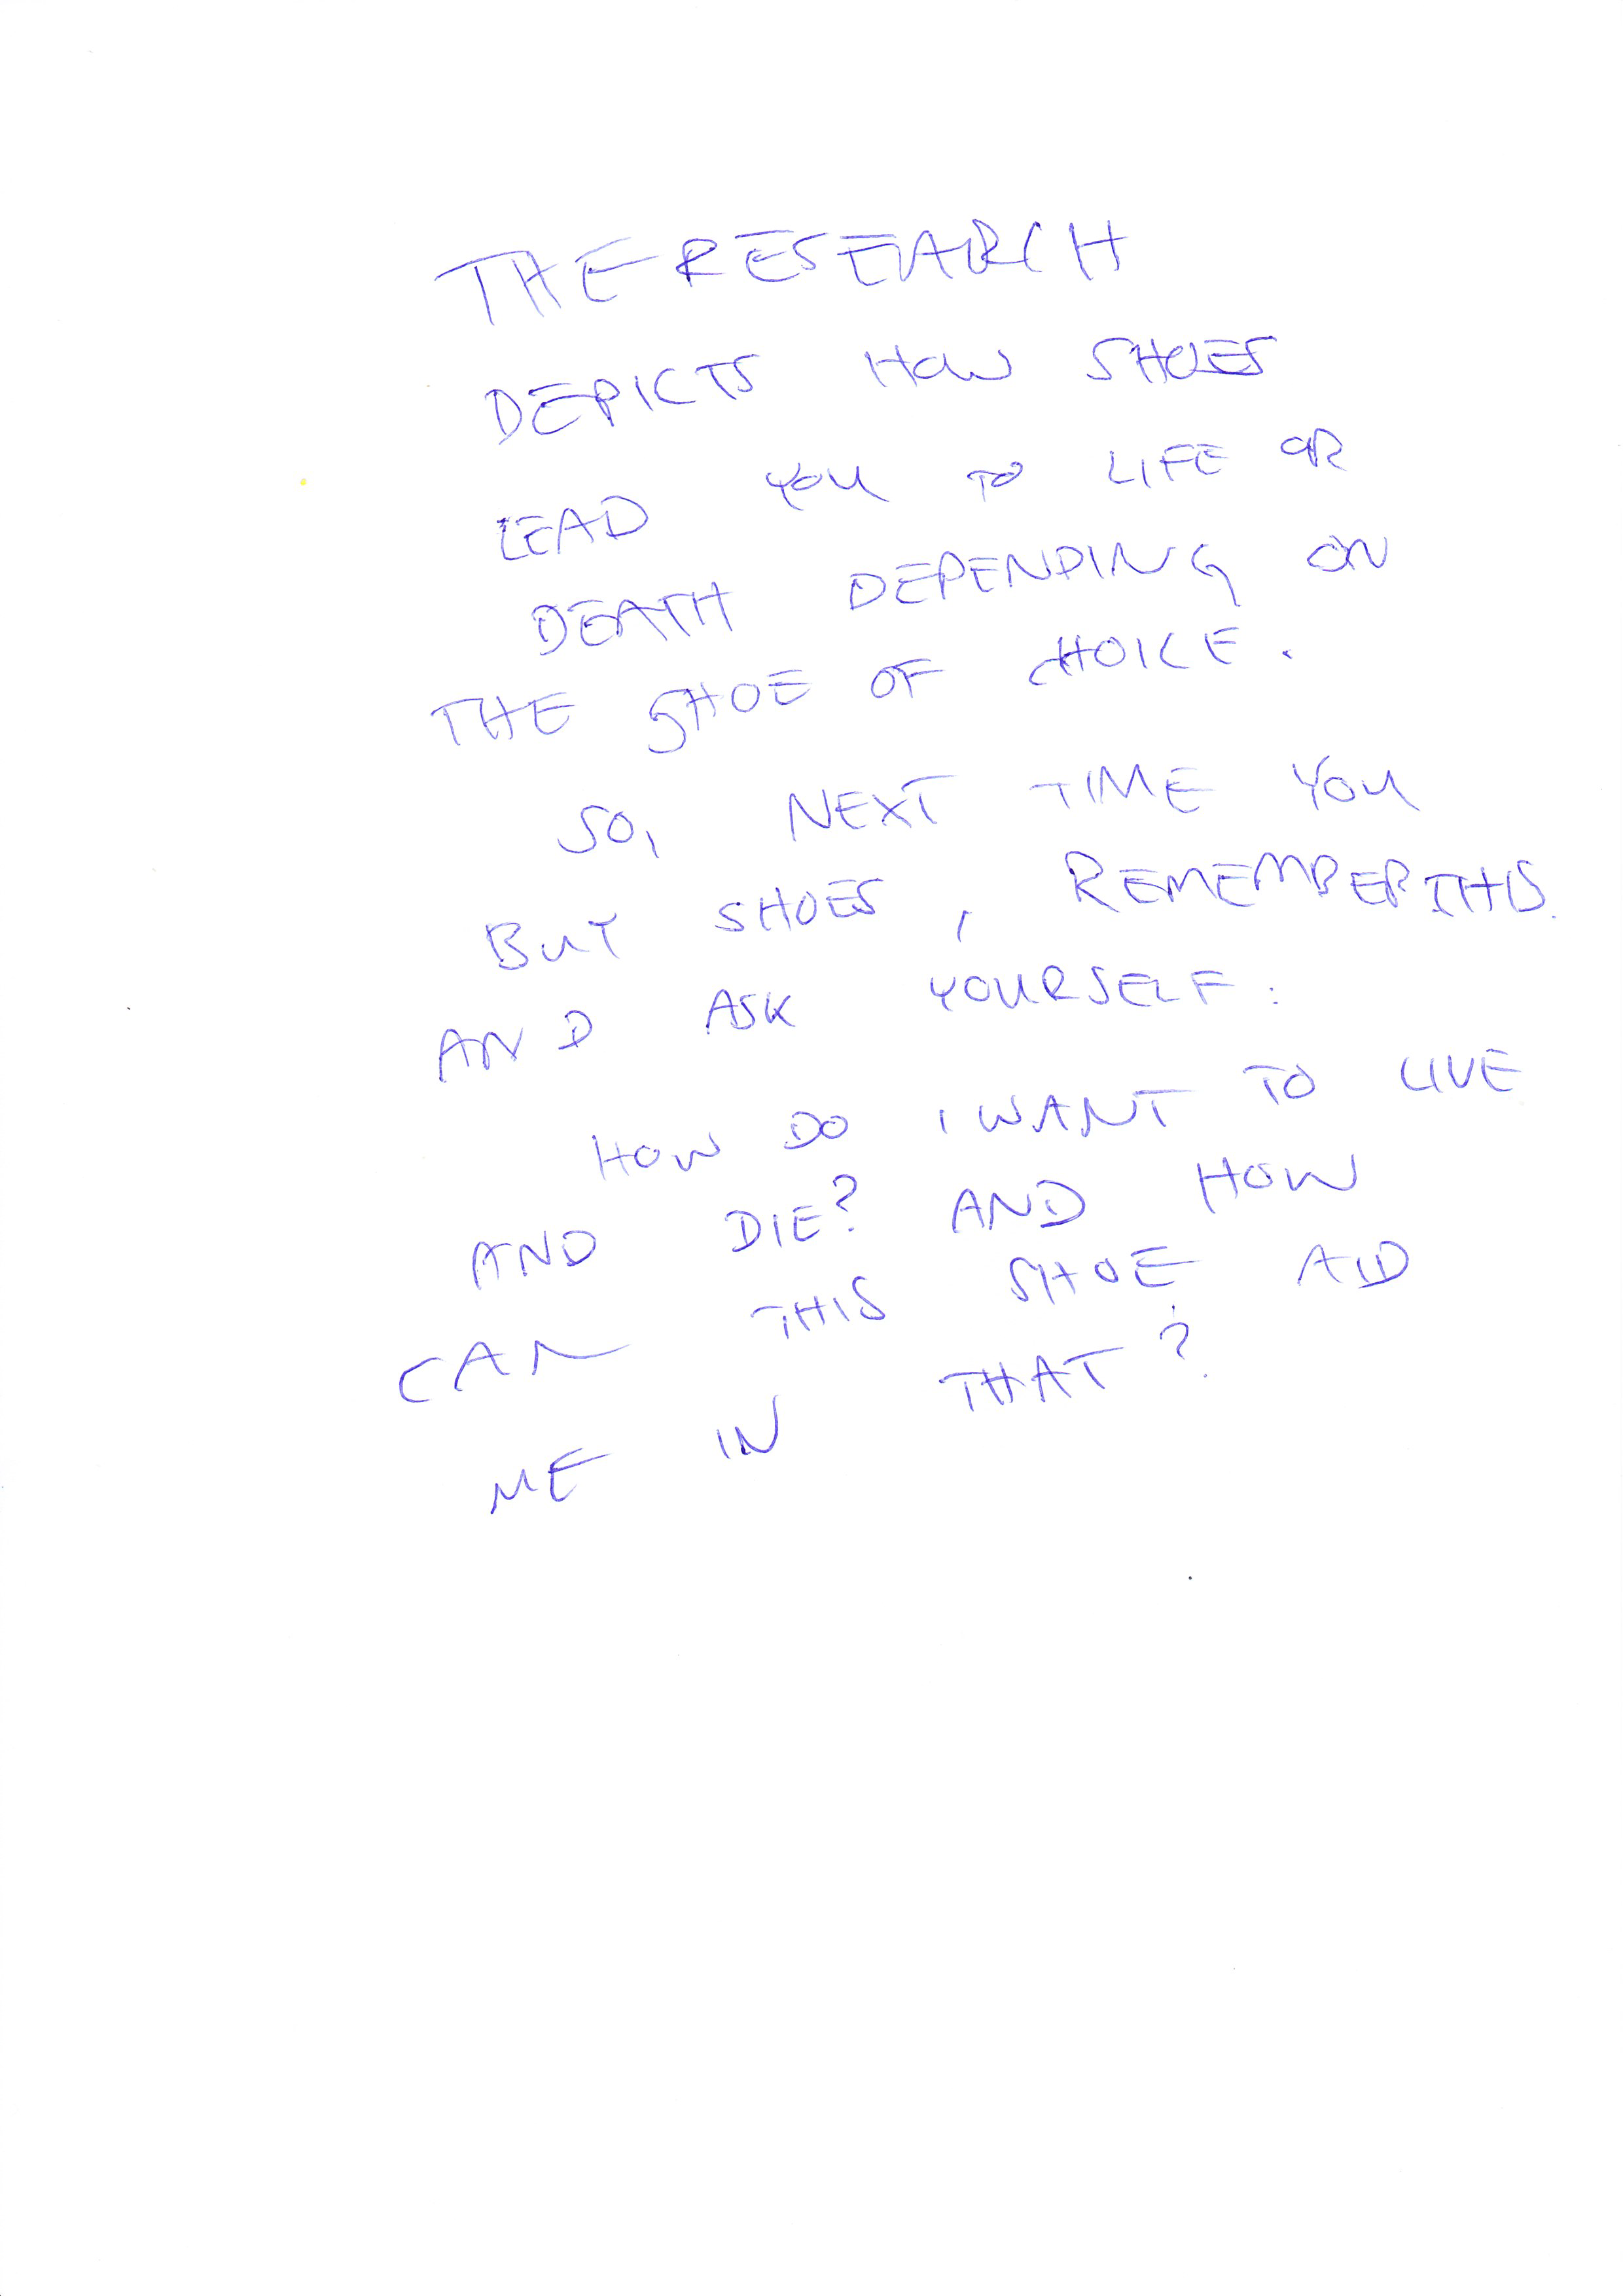 THE RESEARCH
DEPICTS HOW SHOES
LEAD YOU TO LIFE OR
DEATH DEPENDING ON
THE SHOE OF CHOICE.
SO, NEXT TIME YOU
BUY SHOES, REMEMBER THIS.
AND ASK YOURSELF:
HOW DO I WANT TO LIVE
AND DIE? AND HOW
CAN THIS SHOE AID
ME IN THAT?